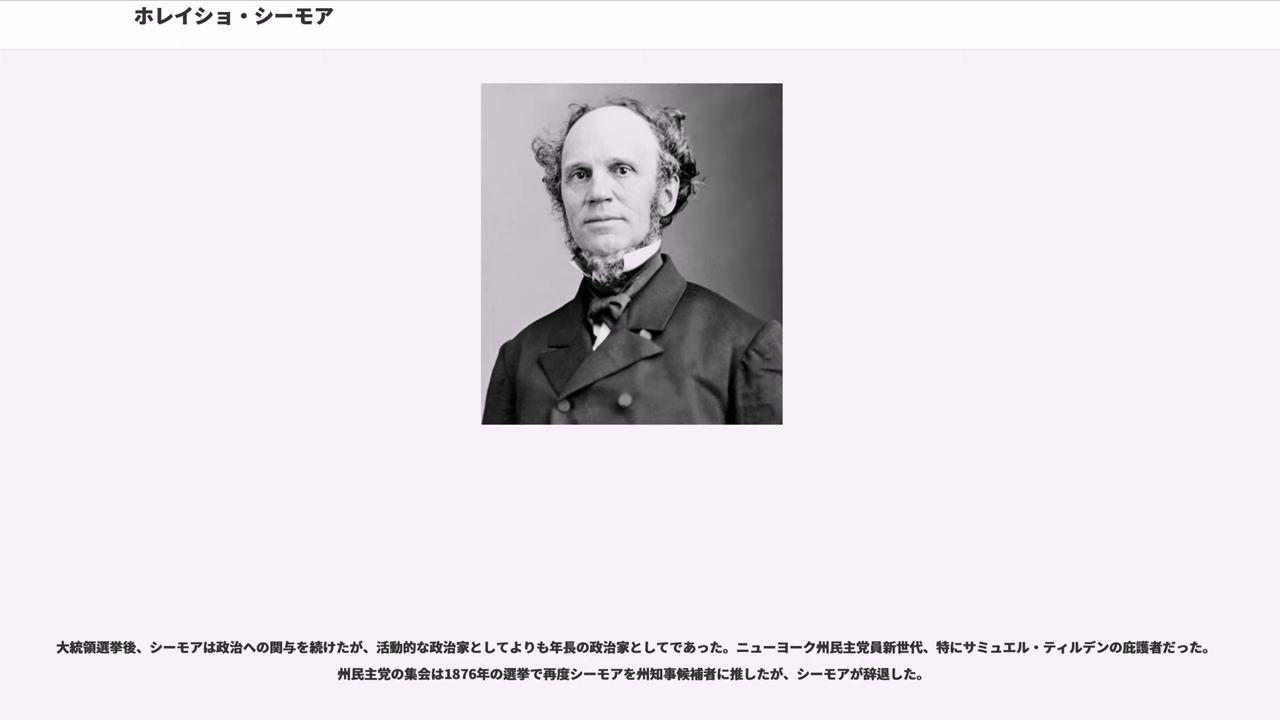 ホレイショ・シーモア
大統領選挙後、シーモアは政治への関与を続けたが、活動的な政治家としてよりも年長の政治家としてであった。ニューヨーク州民主党員新世代、特にサミュエル・ティルデンの庇護者だった。
州民主党の集会は1876年の選挙で再度シーモアを州知事候補者に推したが、シーモアが辞退した。